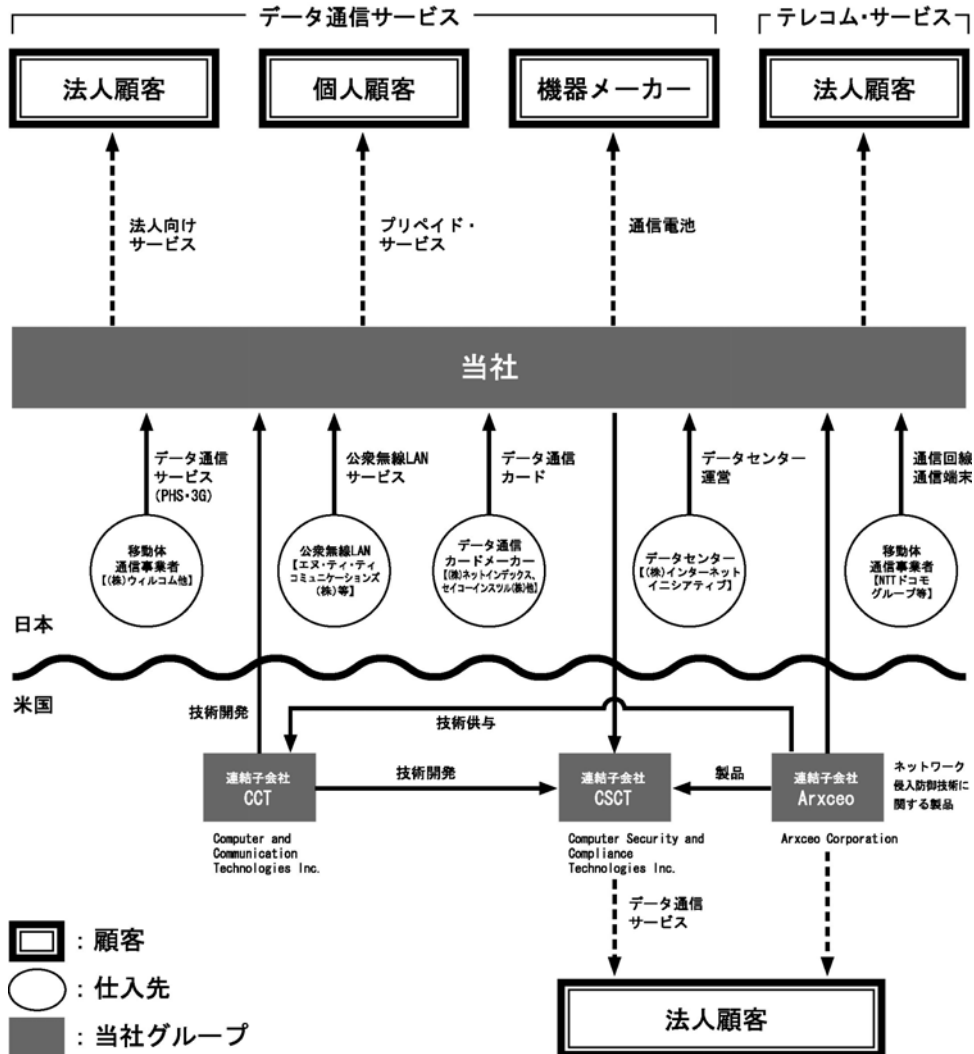 データ通信サービス
テレコム・サービス
法人顧客
個人顧客
機器メーカー
法人顧客
法人向け
サービス
プリペイド・
サービス
通信電池
当社
データ通信
サービス
(PHS・3G)
公衆無線LAN
サービス
データ通信
カード
データセンター
運営
通信回線
通信端末
移動体
通信事業者
【(株)ウィルコム他】
公衆無線LAN
【エヌ・ティ・ティ
コミュニケーションズ
(株)等】
データ通信
カードメーカー
【(株)ネットインデックス、
セイコーインスツル(株)他】
データセンター
【(株)インターネット
イニシアティブ】
移動体
通信事業者
【NTTドコモ
グループ等】
日本
米国
技術開発
技術供与
連結子会社
CCT
技術開発
連結子会社
CSCT
製品
連結子会社
Arxceo
ネットワーク
侵入防御技術に
関する製品
Computer and
Communication
Technologies Inc.
Computer Security and
Compliance
Technologies Inc.
Arxceo Corporation
データ通信
サービス
:顧客
:仕入先
:当社グループ
法人顧客